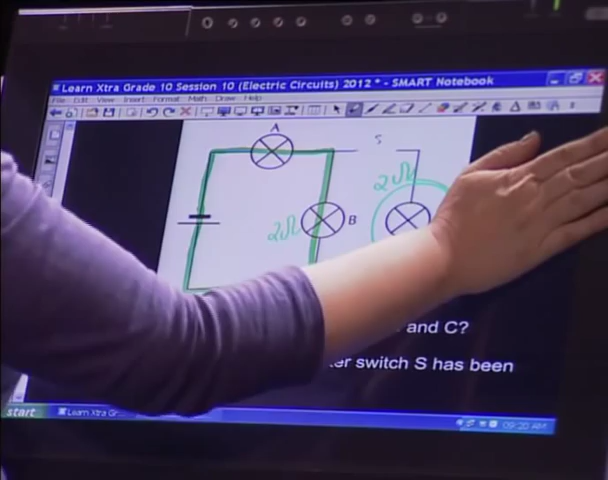 Learn Xtra Grade 10 Session 10 (Electric Circuits) 2012 * - SMART Notebook
File Edit View Insert Format Math Draw Help
A
S
2Ω
2Ω
B
and C?
switch S has been
start
Learn Xtra Gr...
09:20 AM